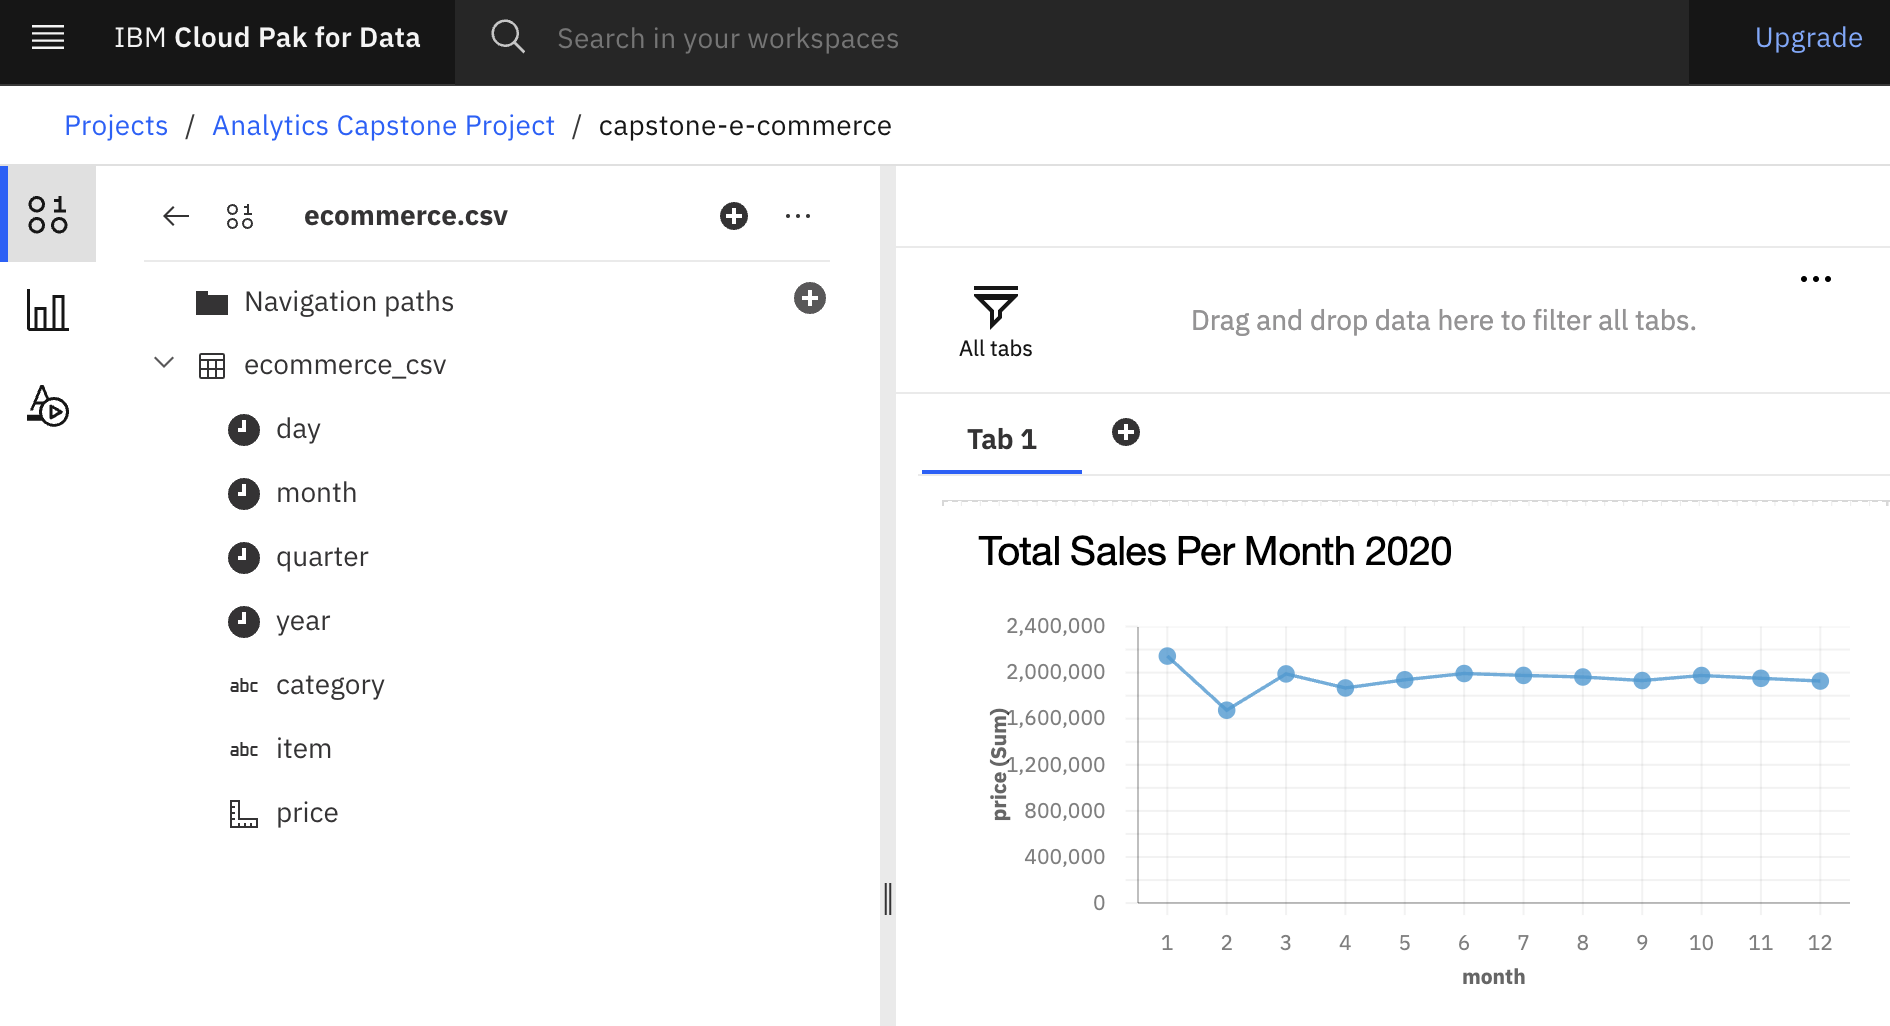 IBM Cloud Pak for Data
Search in your workspaces
Upgrade
Projects / Analytics Capstone Project / capstone-e-commerce
ecommerce.csv
Navigation paths
ecommerce_csv
day
month
quarter
year
abc category
abc item
price
All tabs
Drag and drop data here to filter all tabs.
Tab 1
Total Sales Per Month 2020
2,400,000
2,000,000
1,600,000
1,200,000
800,000
400,000
0
price (Sum)
1 2 3 4 5 6 7 8 9 10 11 12
month